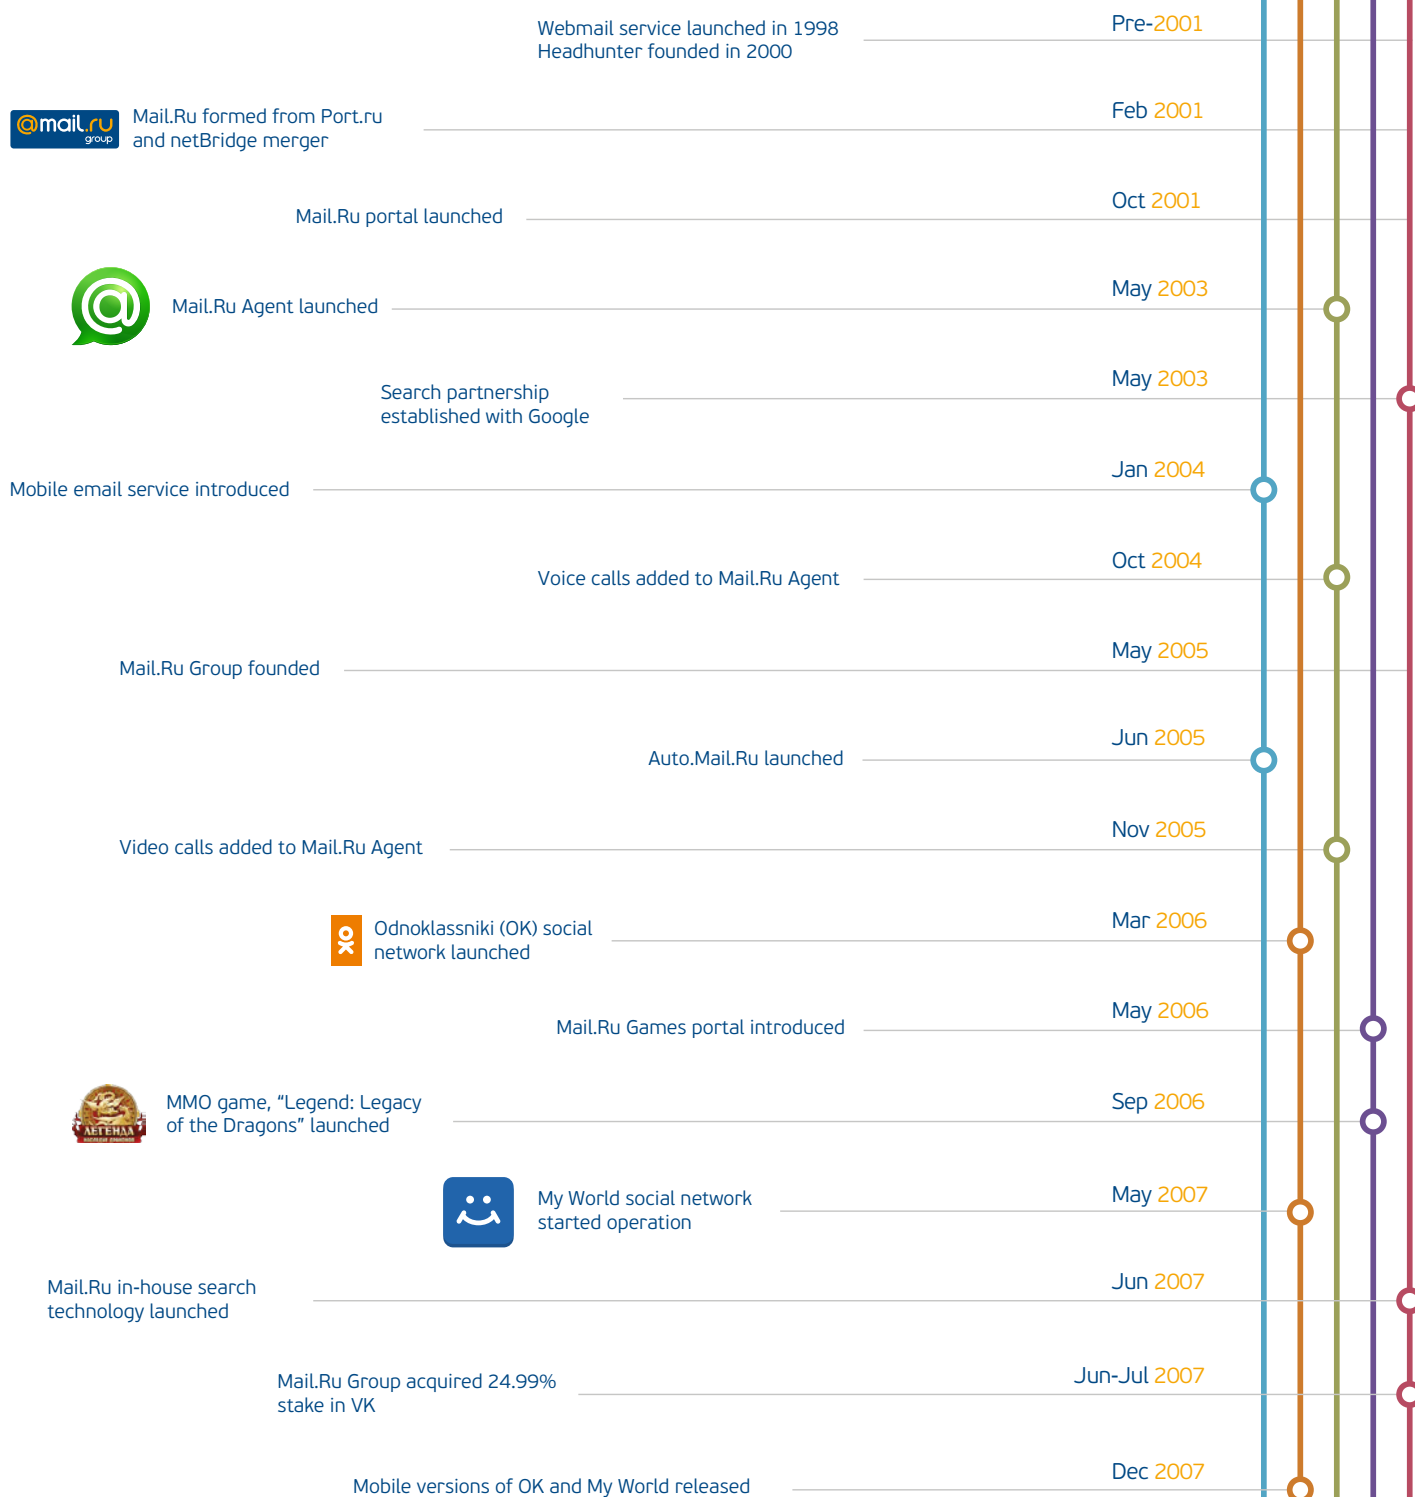 Webmail service launched in 1998
Headhunter founded in 2000
Pre-2001
@mail.ru
group
Mail.Ru formed from Port.ru
and netBridge merger
Feb 2001
Mail.Ru portal launched
Oct 2001
Mail.Ru Agent launched
May 2003
Search partnership
established with Google
May 2003
Mobile email service introduced
Jan 2004
Voice calls added to Mail.Ru Agent
Oct 2004
Mail.Ru Group founded
May 2005
Auto.Mail.Ru launched
Jun 2005
Video calls added to Mail.Ru Agent
Nov 2005
Odnoklassniki (OK) social
network launched
Mar 2006
Mail.Ru Games portal introduced
May 2006
ЛЕГЕНДА
НАСЛЕДИЕ ДРАКОНОВ
MMO game, “Legend: Legacy
of the Dragons” launched
Sep 2006
My World social network
started operation
May 2007
Mail.Ru in-house search
technology launched
Jun 2007
Mail.Ru Group acquired 24.99%
stake in VK
Jun-Jul 2007
Mobile versions of OK and My World released
Dec 2007